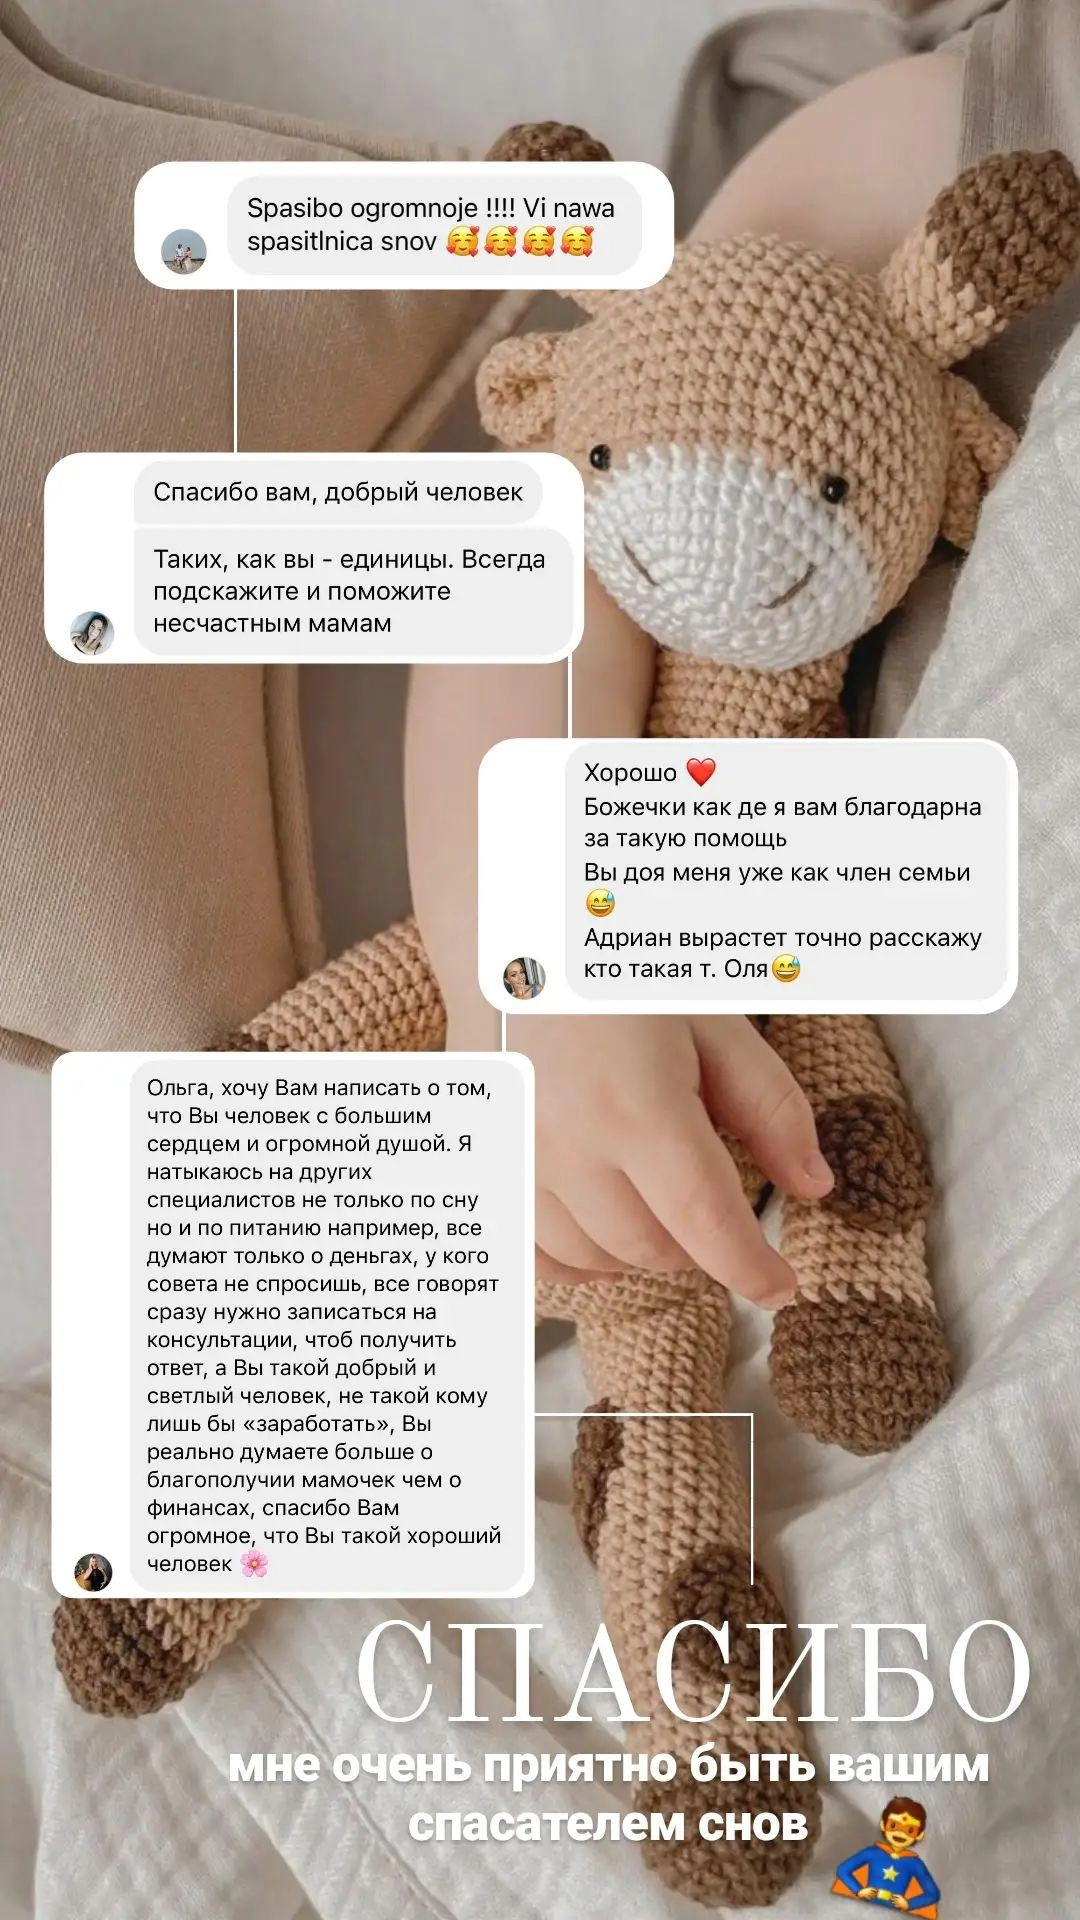 Spasibo ogromnoje !!!! Vi nawa
spasitlnica snov 🥰🥰🥰🥰
Спасибо вам, добрый человек
Таких, как вы - единицы. Всегда
подскажите и поможите
несчастным мамам
Хорошо ❤️
Божечки как де я вам благодарна
за такую помощь
Вы доя меня уже как член семьи
😅
Адриан вырастет точно расскажу
кто такая т. Оля😅
Ольга, хочу Вам написать о том,
что Вы человек с большим
сердцем и огромной душой. Я
натыкаюсь на других
специалистов не только по сну
но и по питанию например, все
думают только о деньгах, у кого
совета не спросишь, все говорят
сразу нужно записаться на
консультации, чтоб получить
ответ, а Вы такой добрый и
светлый человек, не такой кому
лишь бы «заработать», Вы
реально думаете больше о
благополучии мамочек чем о
финансах, спасибо Вам
огромное, что Вы такой хороший
человек 🌸
СПАСИБО
мне очень приятно быть вашим
спасателем снов